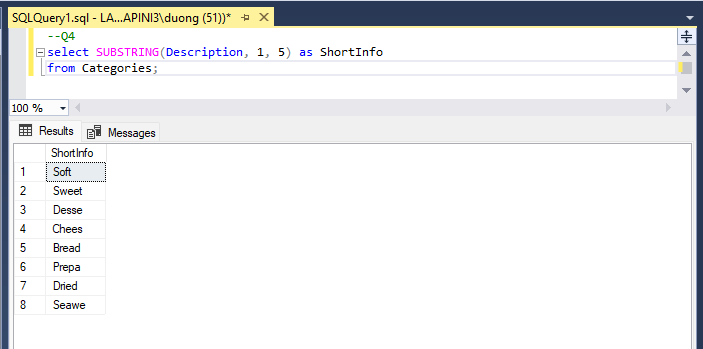 SQLQuery1.sql - LA...APINI3\duong (51))*
--Q4
select SUBSTRING(Description, 1, 5) as ShortInfo
from Categories;
100 %
Results Messages
ShortInfo
1 Soft
2 Sweet
3 Desse
4 Chees
5 Bread
6 Prepa
7 Dried
8 Seawe